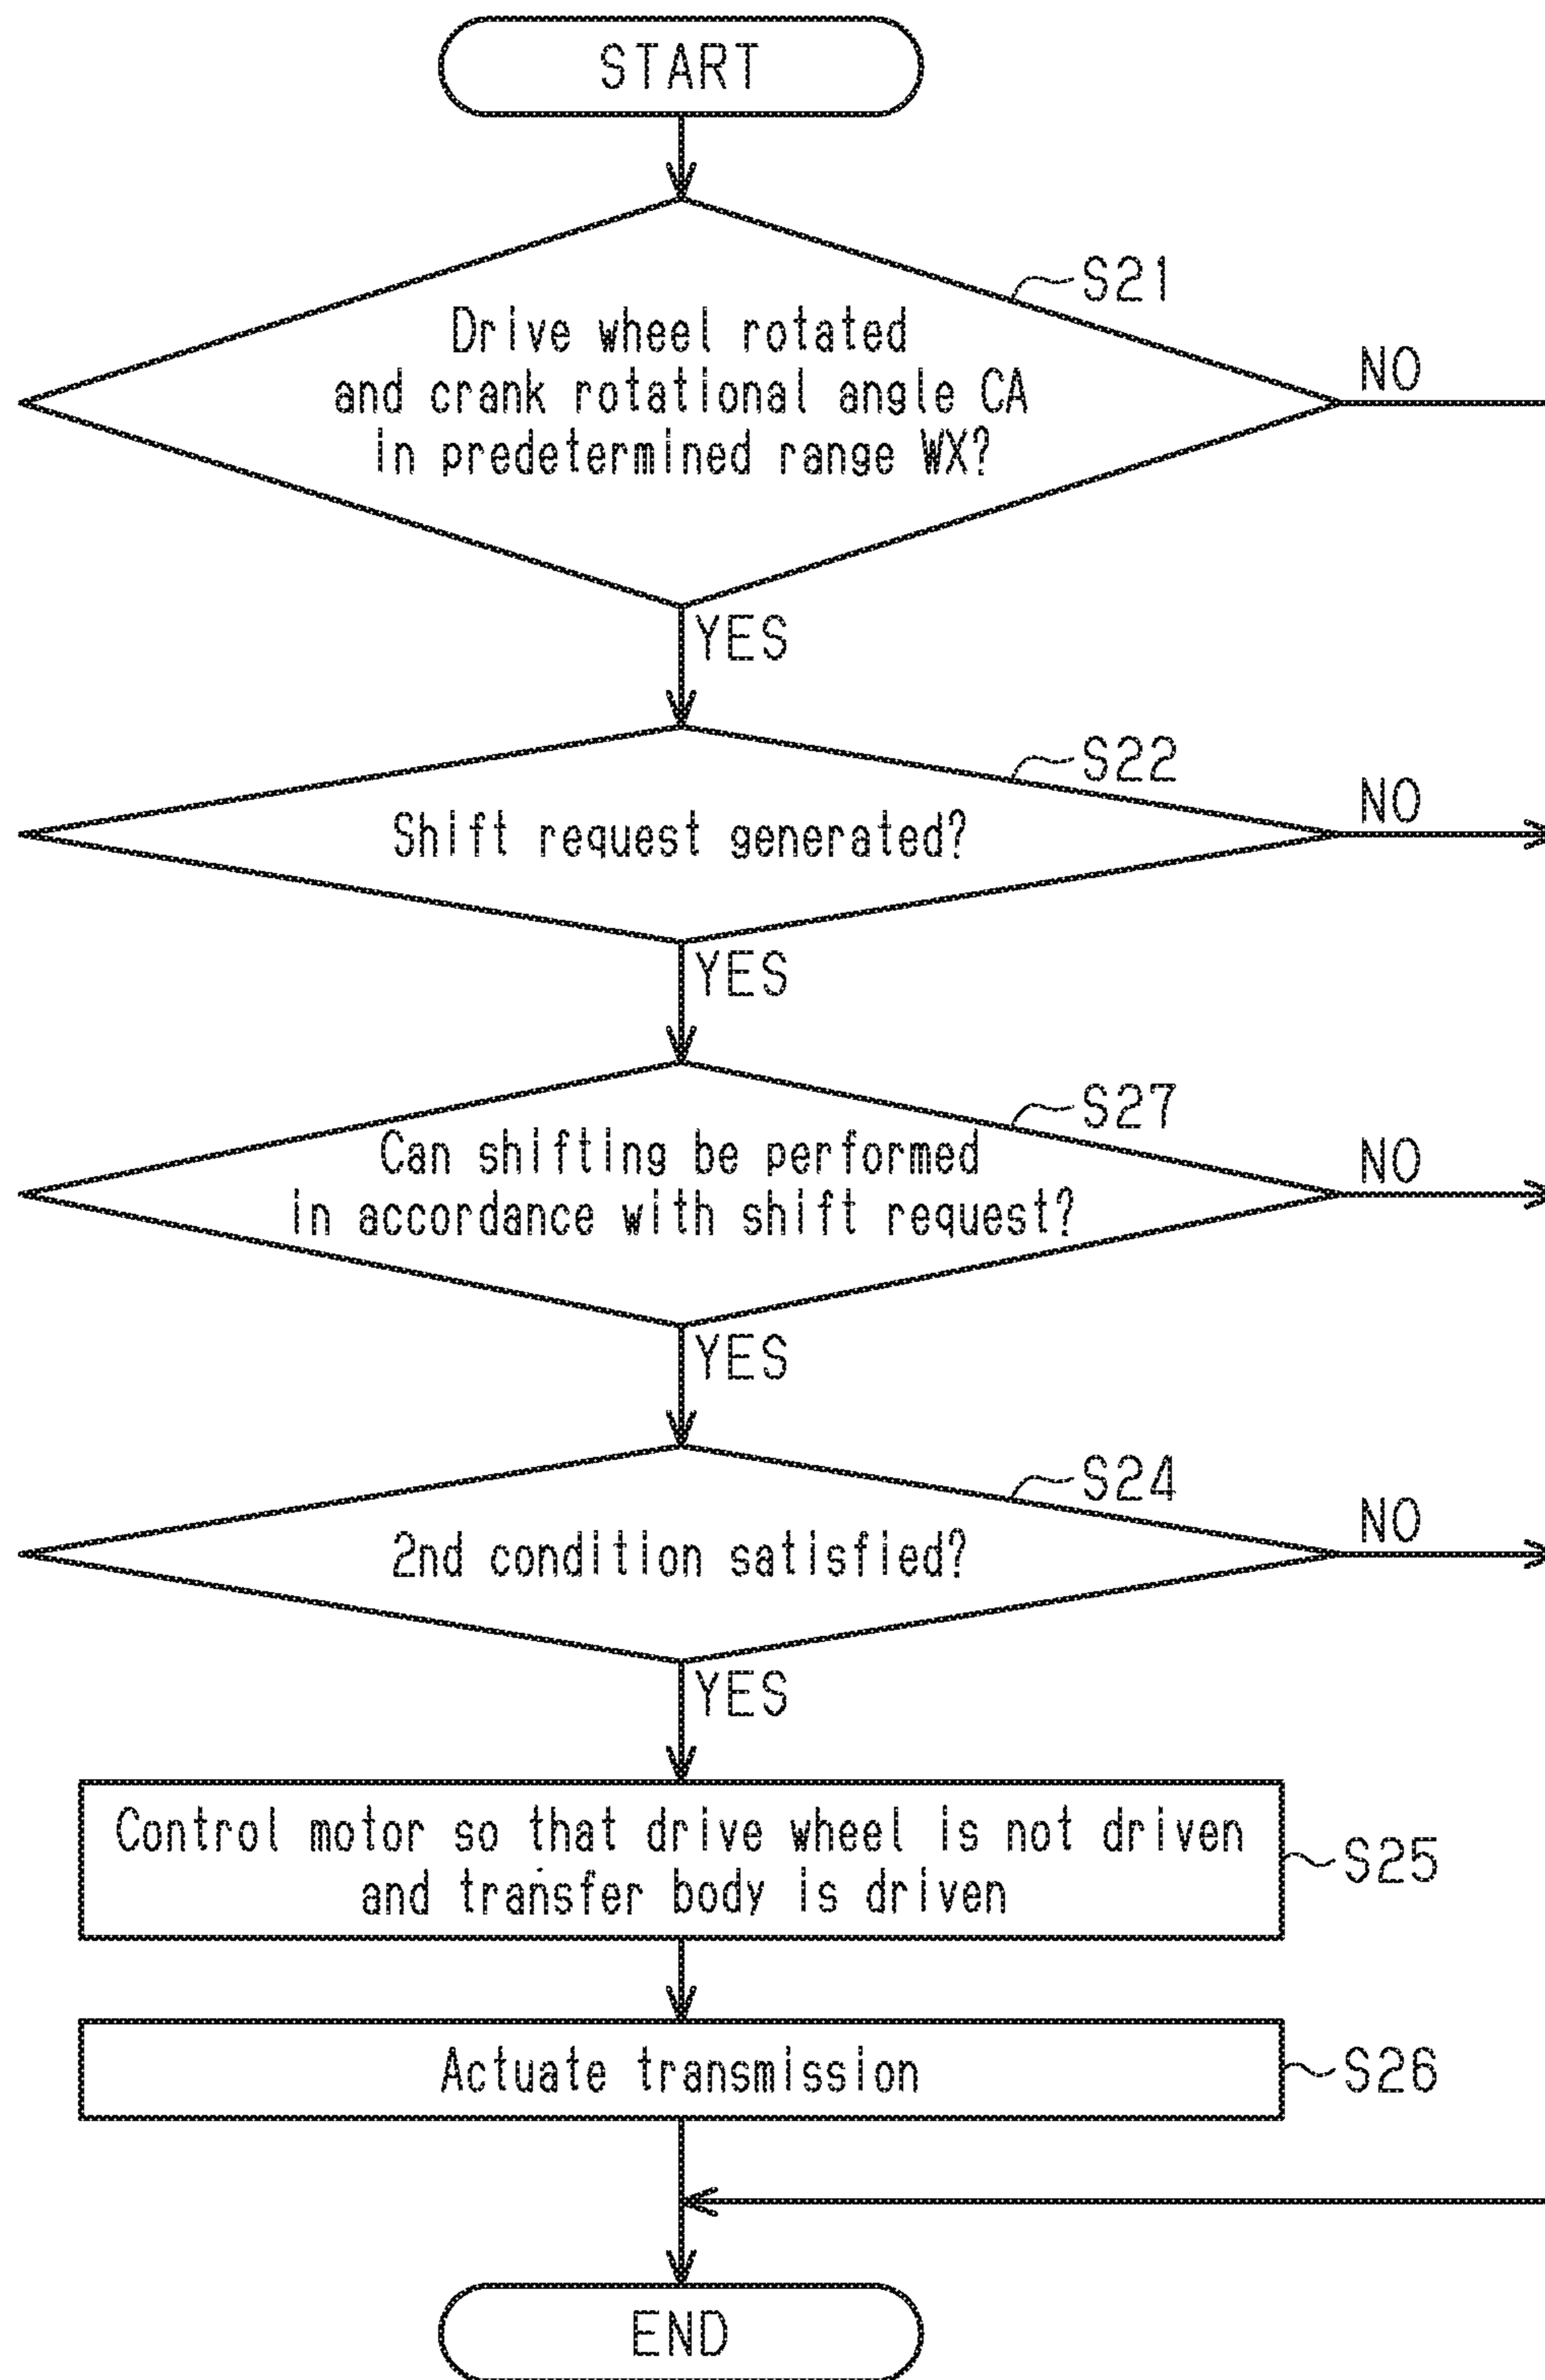 START
S21
Drive wheel rotated
and crank rotational angle CA
in predetermined range WX?
NO
YES
S22
Shift request generated?
NO
YES
S27
Can shifting be performed
in accordance with shift request?
NO
YES
S24
2nd condition satisfied?
NO
YES
Control motor so that drive wheel is not driven
and transfer body is driven
S25
Actuate transmission
S26
END